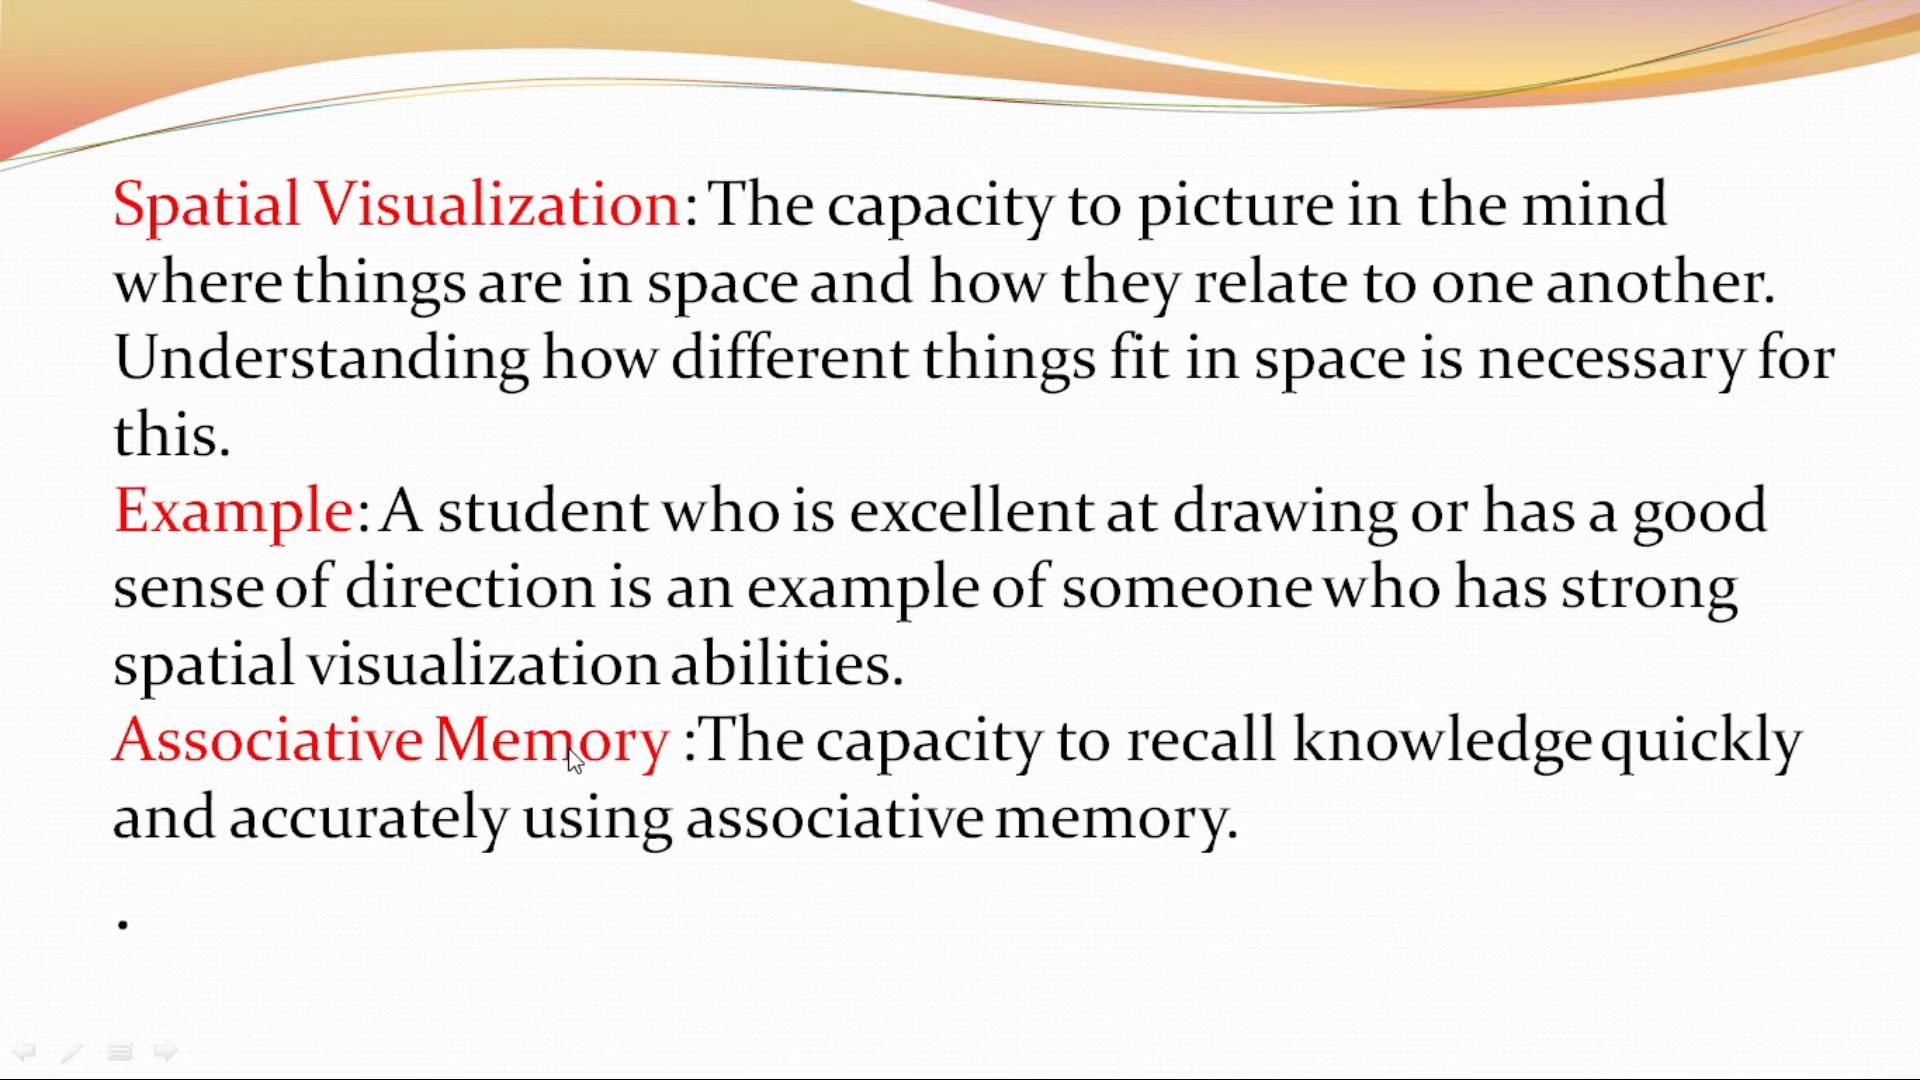 Spatial Visualization: The capacity to picture in the mind
where things are in space and how they relate to one another.
Understanding how different things fit in space is necessary for
this.
Example: A student who is excellent at drawing or has a good
sense of direction is an example of someone who has strong
spatial visualization abilities.
Associative Memory :The capacity to recall knowledge quickly
and accurately using associative memory.
.